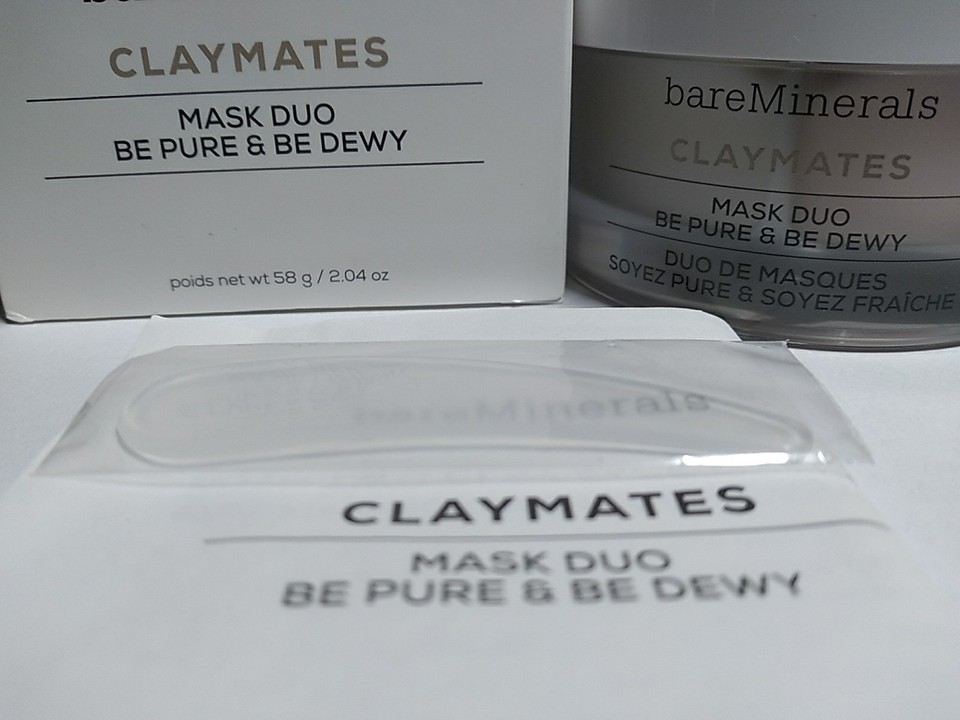 CLAYMATES
MASK DUO
BE PURE & BE DEWY
poids net wt 58 g / 2.04 oz
bareMinerals
CLAYMATES
MASK DUO
BE PURE & BE DEWY
DUO DE MASQUES
SOYEZ PURE & SOYEZ FRAÎCHE
bareMinerals
CLAYMATES
MASK DUO
BE PURE & BE DEWY